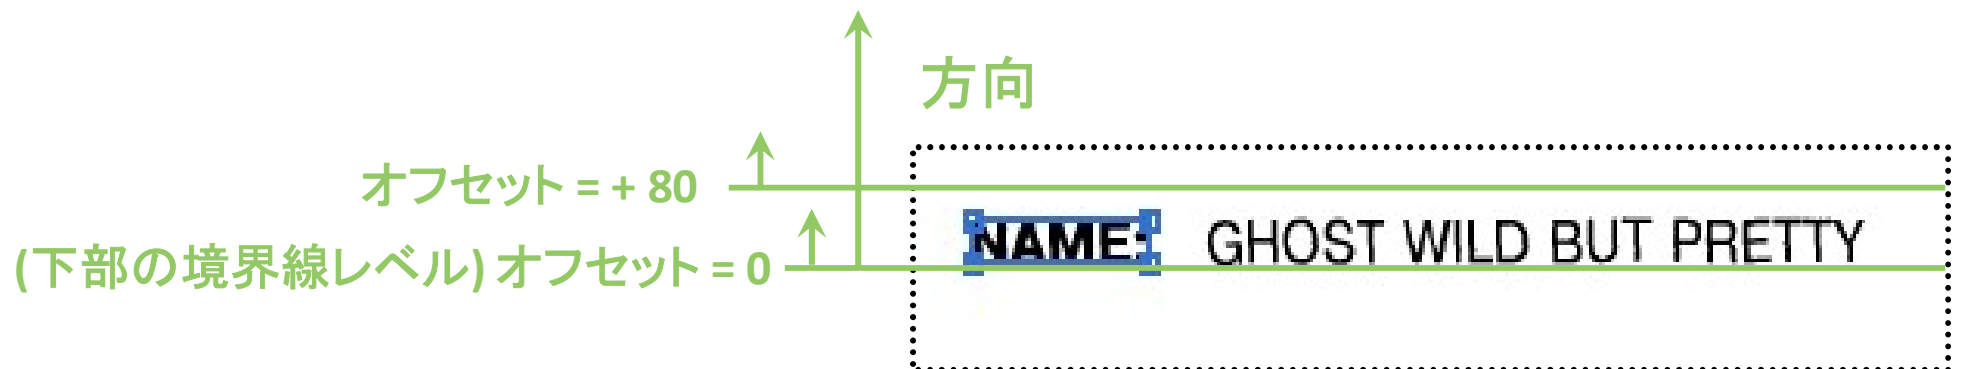 方向
オフセット = + 80
NAME: GHOST WILD BUT PRETTY
(下部の境界線レベル) オフセット = 0